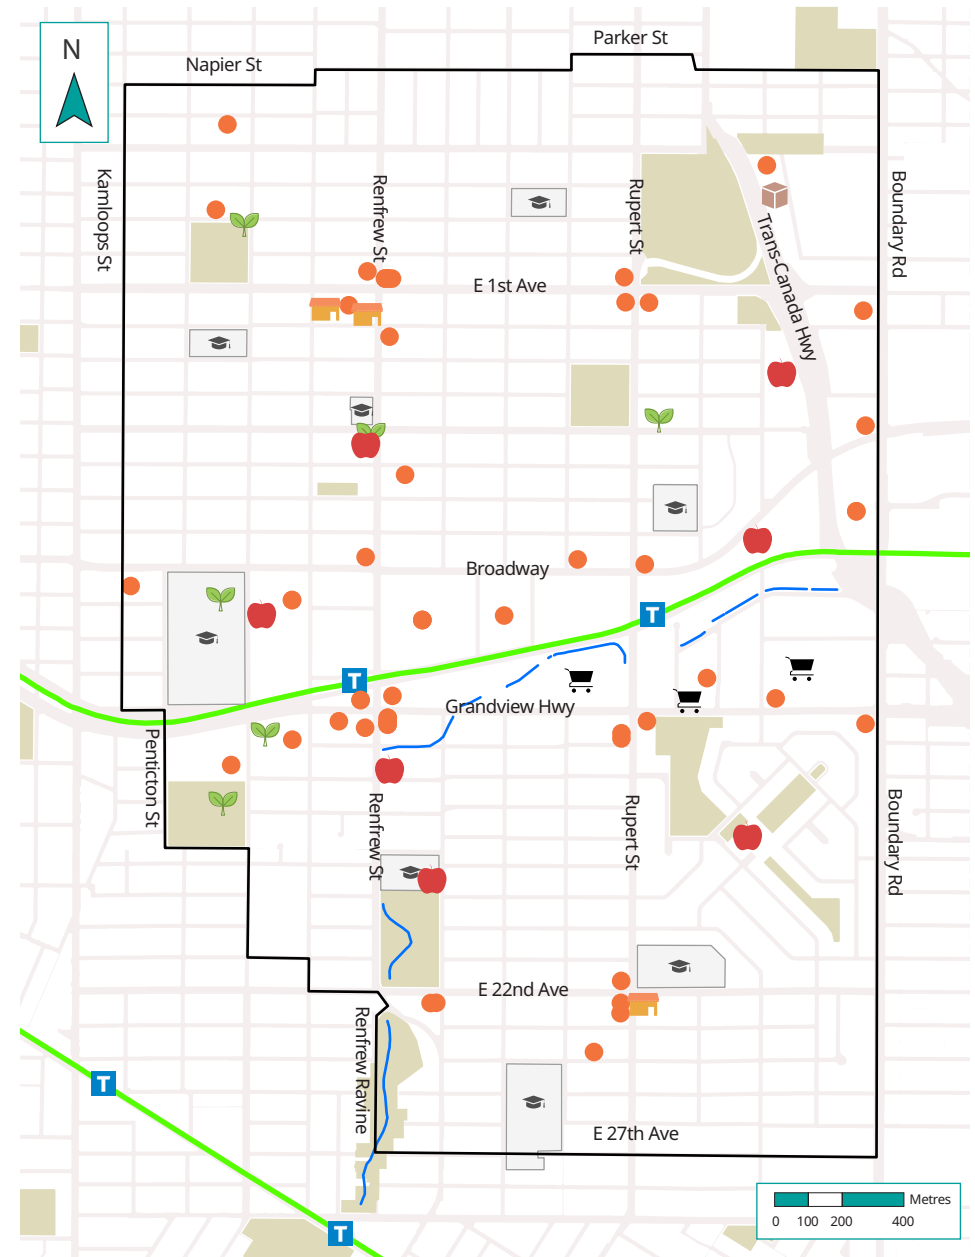 Parker St
N
Napier St
Kamloops St
Renfrew St
Rupert St
Boundary Rd
Trans-Canada Hwy
E 1st Ave
Broadway
T
T
Grandview Hwy
Penticton St
Renfrew St
Rupert St
Boundary Rd
E 22nd Ave
Renfrew Ravine
T
E 27th Ave
Metres
0 100 200 400
T